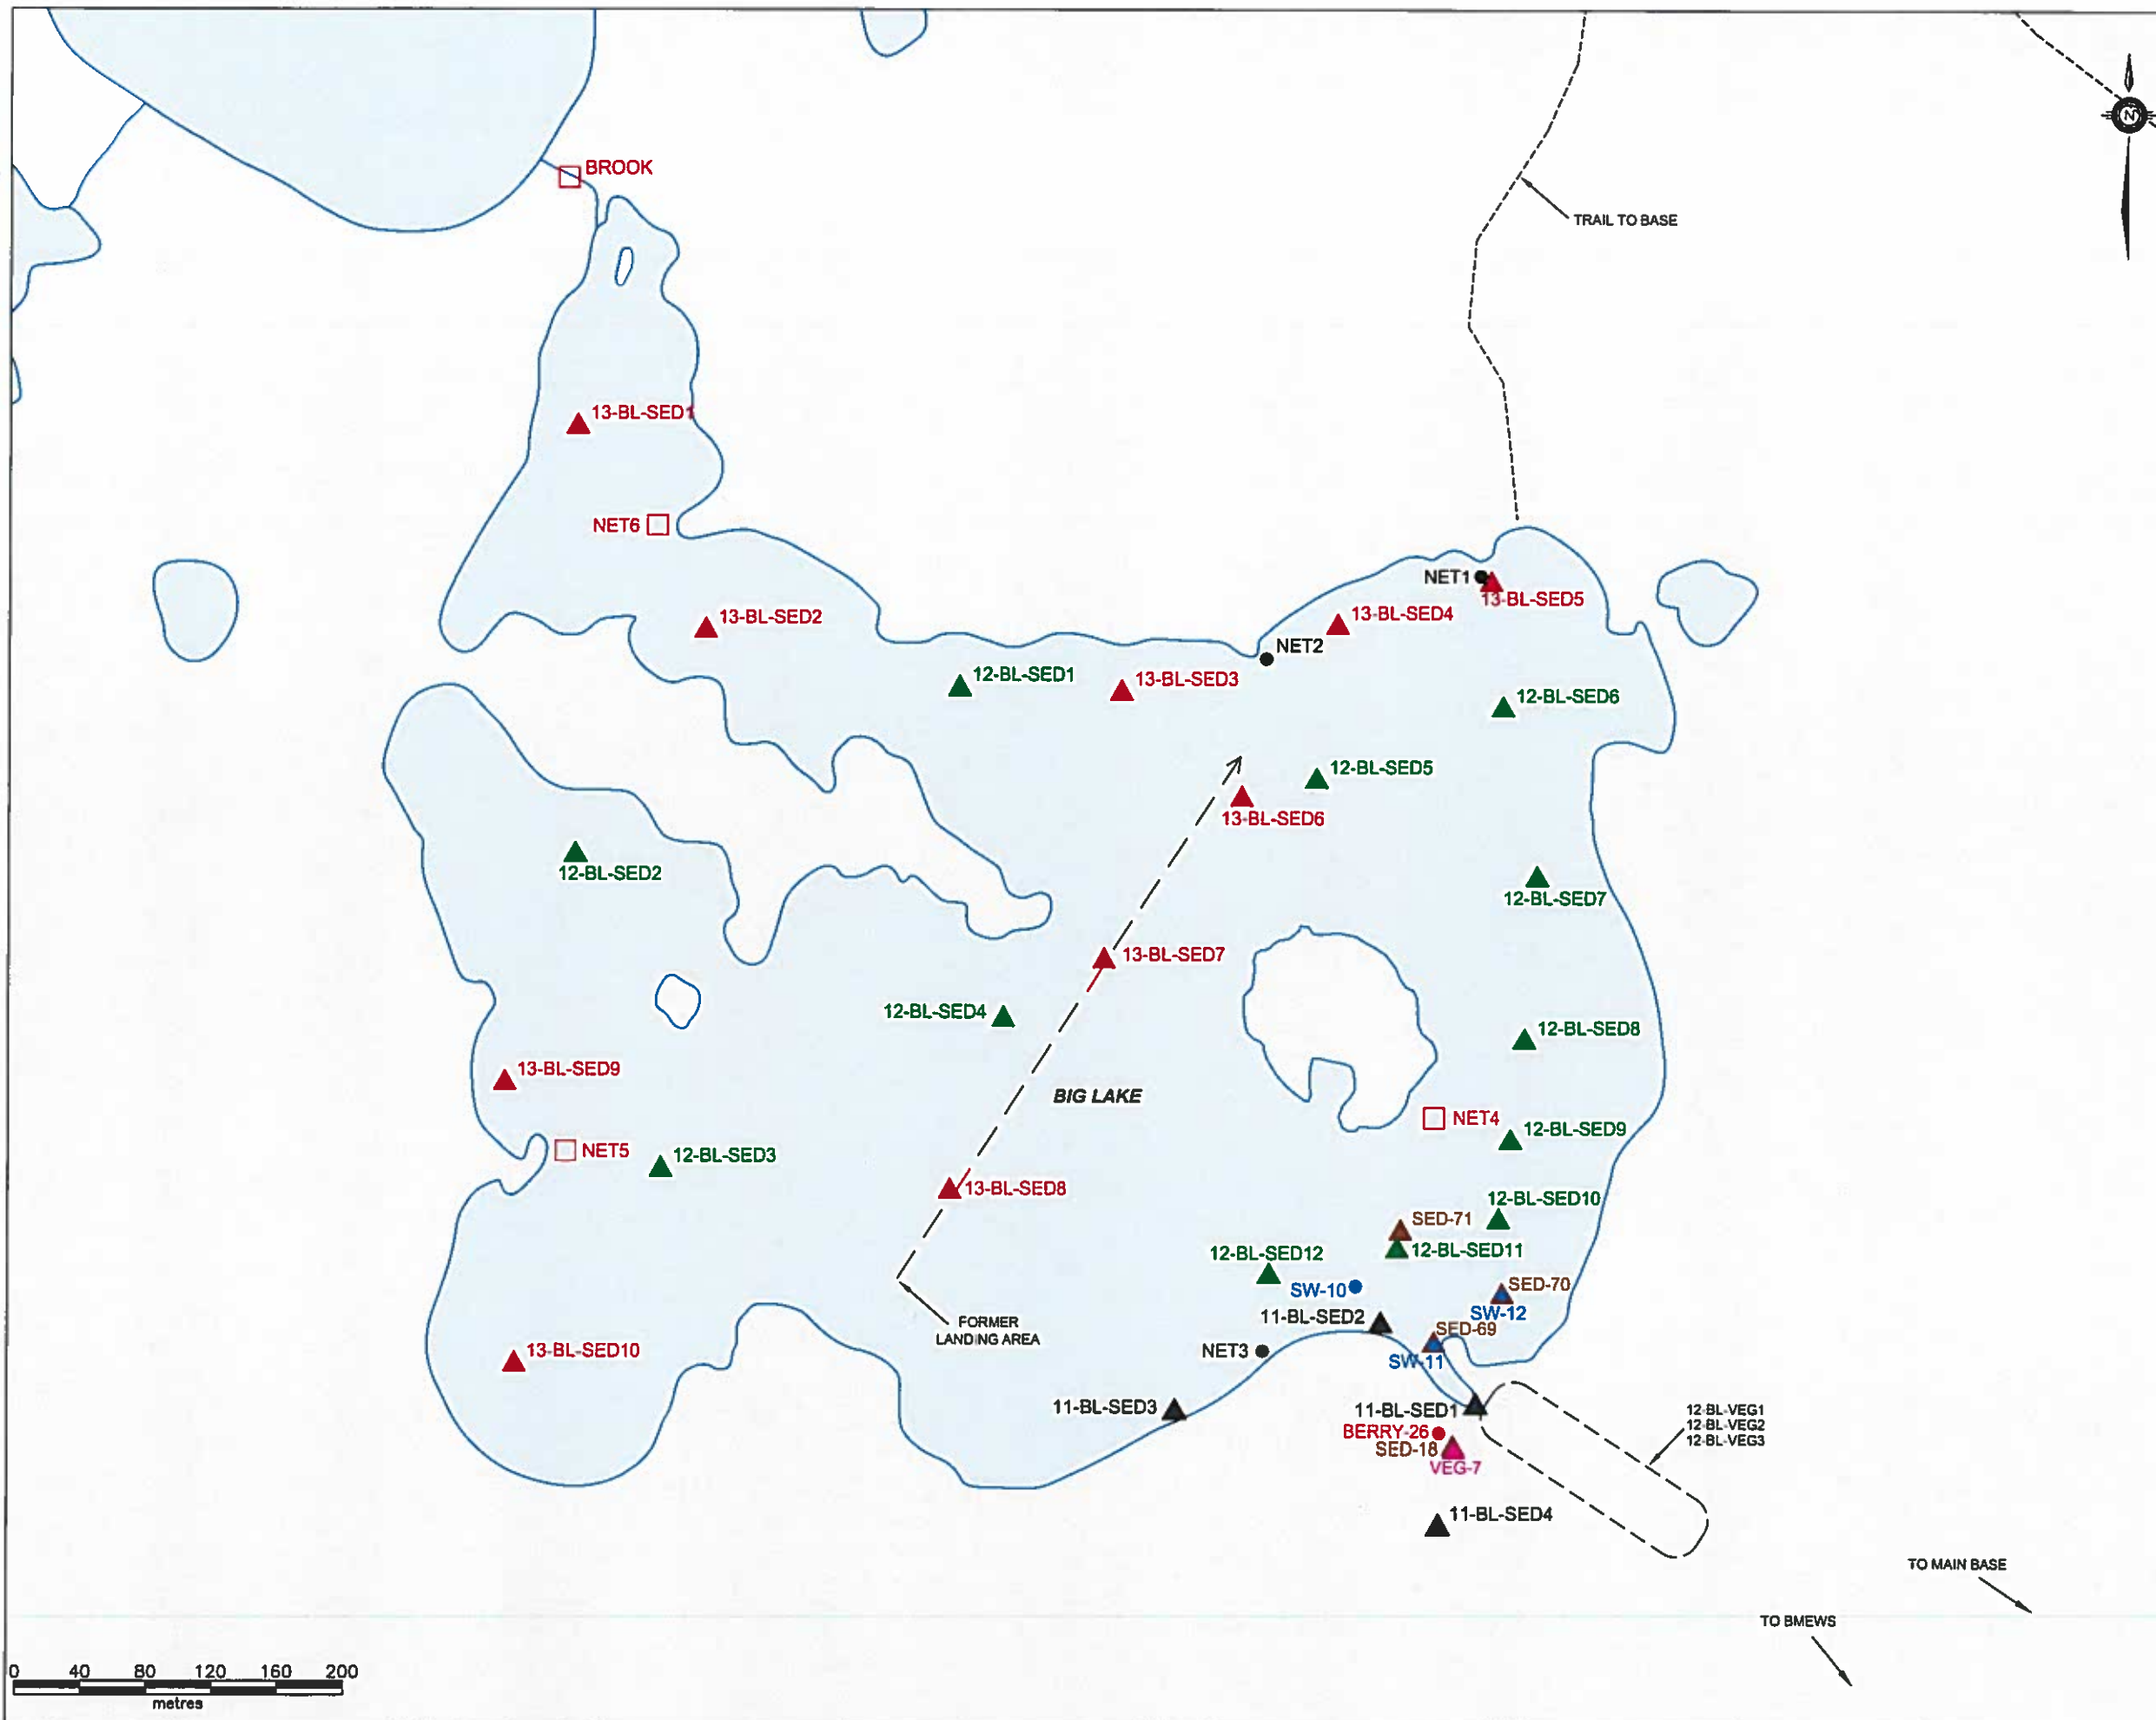 N
BROOK
TRAIL TO BASE
13-BL-SED1
NET6
NET1
13-BL-SED5
13-BL-SED2
13-BL-SED4
NET2
12-BL-SED1
13-BL-SED3
12-BL-SED6
12-BL-SED5
13-BL-SED6
12-BL-SED2
12-BL-SED7
13-BL-SED7
12-BL-SED4
12-BL-SED8
13-BL-SED9
BIG LAKE
NET4
12-BL-SED9
NET5
12-BL-SED3
13-BL-SED8
12-BL-SED10
SED-71
12-BL-SED11
12-BL-SED12
SW-10
SED-70
SW-12
11-BL-SED2
FORMER
LANDING AREA
SED-69
SW-11
NET3
13-BL-SED10
11-BL-SED3
11-BL-SED1
12-BL-VEG1
12-BL-VEG2
12-BL-VEG3
BERRY-26
SED-18
VEG-7
11-BL-SED4
TO MAIN BASE
TO BMEWS
0 40 80 120 160 200
metres